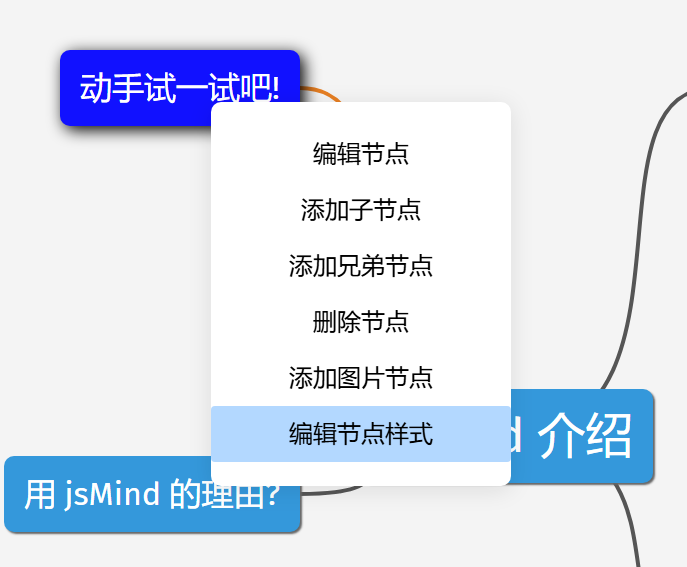 动手试一试吧!
编辑节点
添加子节点
添加兄弟节点
删除节点
添加图片节点
编辑节点样式
d 介绍
用 jsMind 的理由?